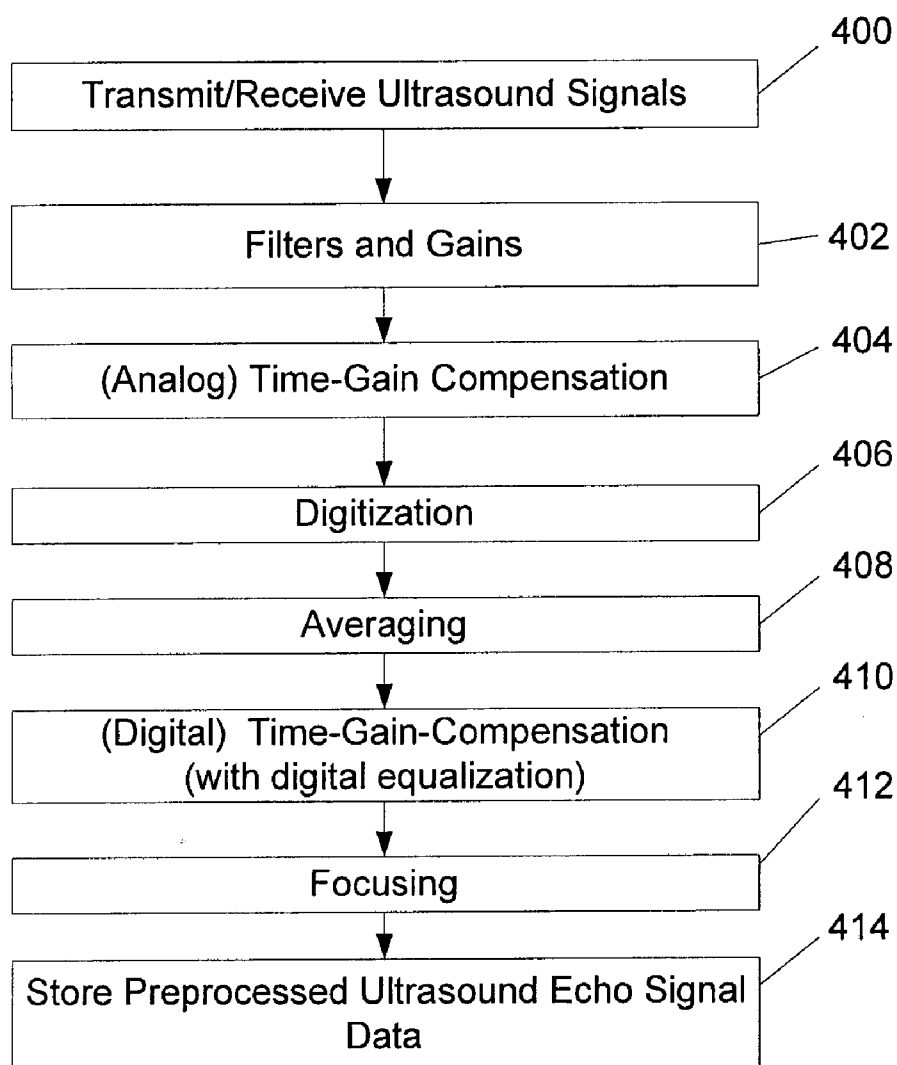 400
Transmit/Receive Ultrasound Signals
402
Filters and Gains
404
(Analog) Time-Gain Compensation
406
Digitization
408
Averaging
410
(Digital) Time-Gain-Compensation
(with digital equalization)
412
Focusing
414
Store Preprocessed Ultrasound Echo Signal
Data